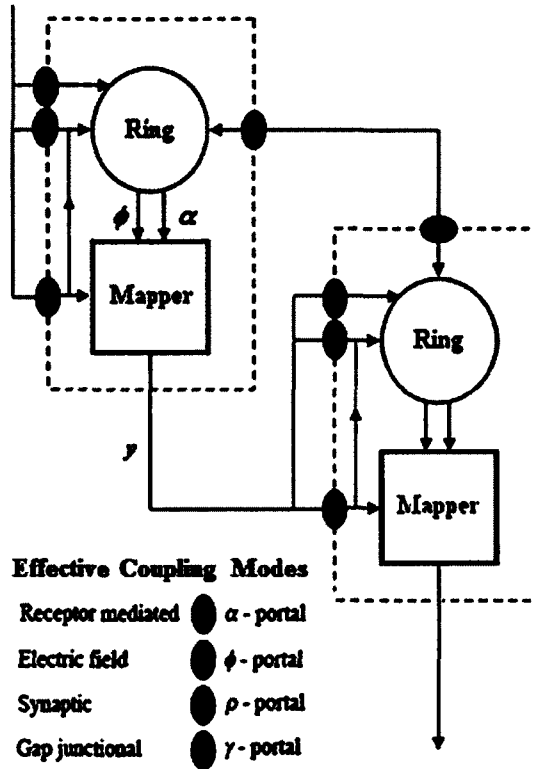 Ring
ϕ α
Mapper
Ring
y
Mapper
Effective Coupling Modes
Receptor mediated α - portal
Electric field ϕ - portal
Synaptic ρ - portal
Gap junctional γ - portal